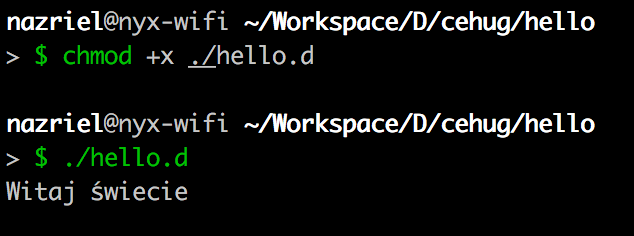 nazriel@nyx-wifi ~/Workspace/D/cehug/hello
> $ chmod +x ./hello.d
nazriel@nyx-wifi ~/Workspace/D/cehug/hello
> $ ./hello.d
Witaj świecie